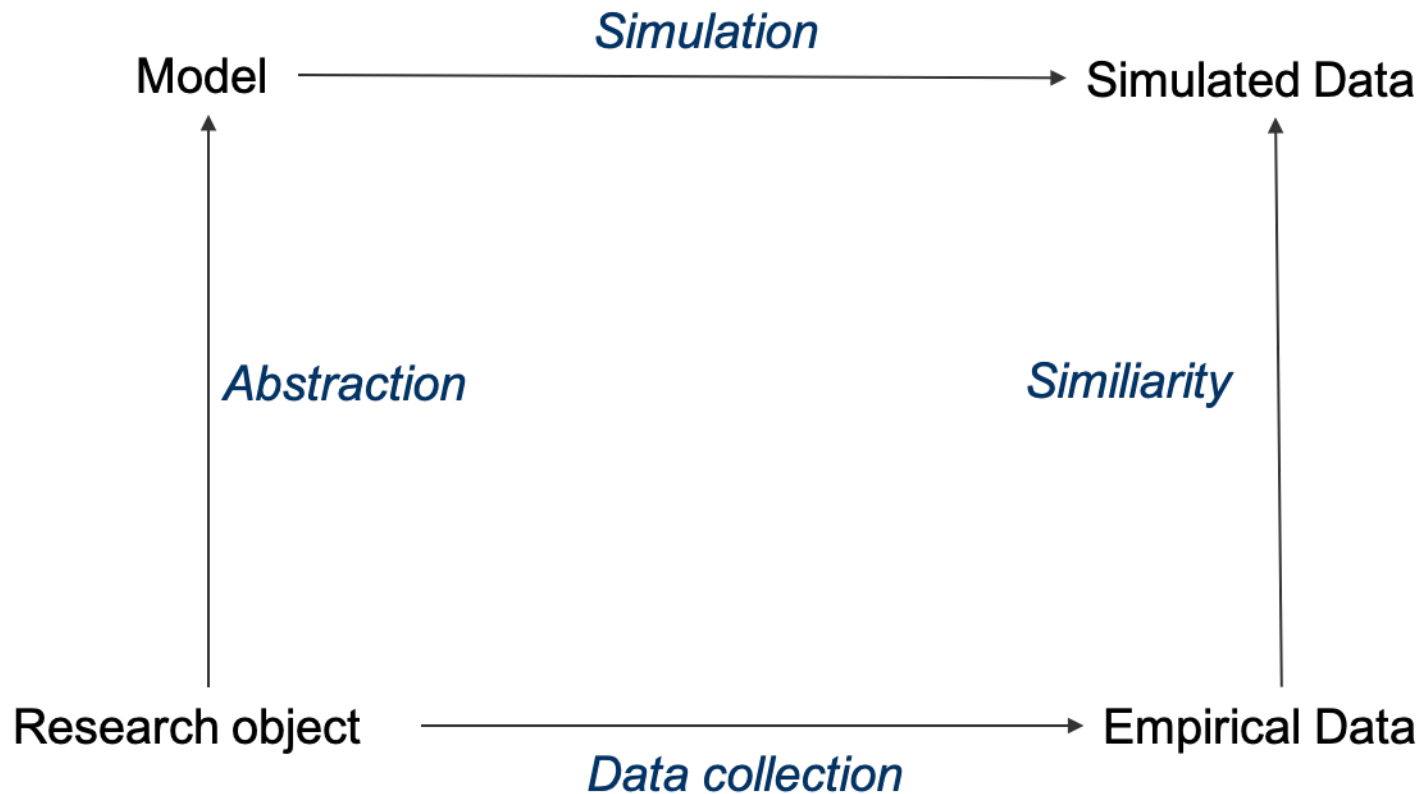 Simulation
Model
Simulated Data
Abstraction
Similiarity
Research object
Empirical Data
Data collection